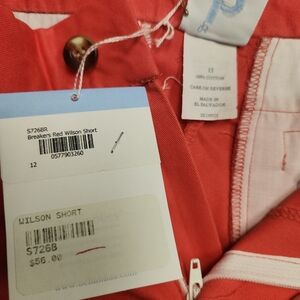 12
100% COTTON
CARE ON REVERSE
MADE IN
EL SALVADOR
S726BR
Breakers Red Wilson Short
0577903260
12
WILSON SHORT
S726B
$56.00